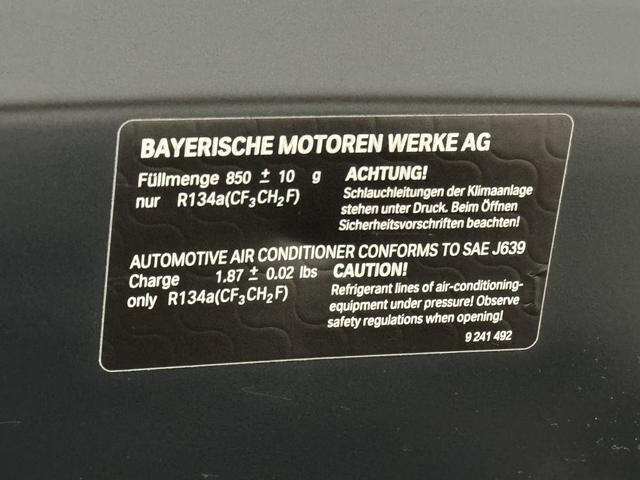 BAYERISCHE MOTOREN WERKE AG
Füllmenge 850 ± 10 g
nur R134a(CF₃CH₂F)
ACHTUNG!
Schlauchleitungen der Klimaanlage
stehen unter Druck. Beim Öffnen
Sicherheitsvorschriften beachten!
AUTOMOTIVE AIR CONDITIONER CONFORMS TO SAE J639
Charge 1.87 ± 0.02 lbs
only R134a(CF₃CH₂F)
CAUTION!
Refrigerant lines of air-conditioning-
equipment under pressure! Observe
safety regulations when opening!
9 241 492